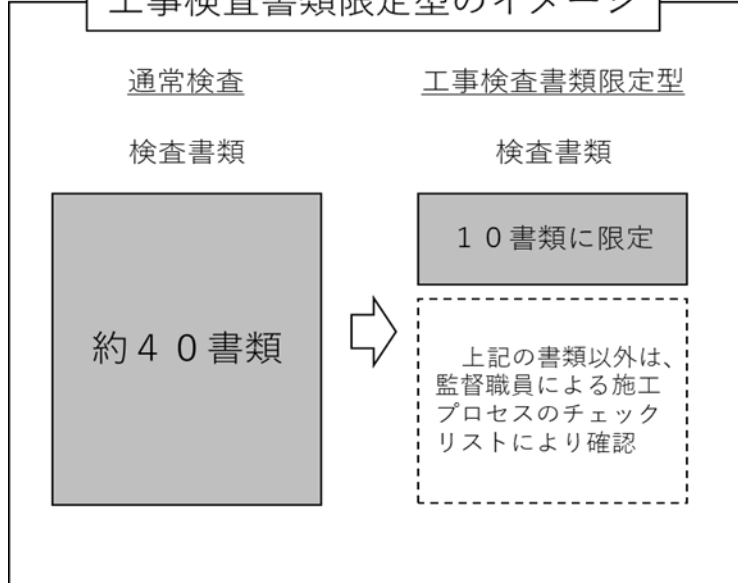 工事検査書類限定型のイメージ
通常検査
工事検査書類限定型
検査書類
検査書類
約４０書類
１０書類に限定
上記の書類以外は、
監督職員による施工
プロセスのチェック
リストにより確認